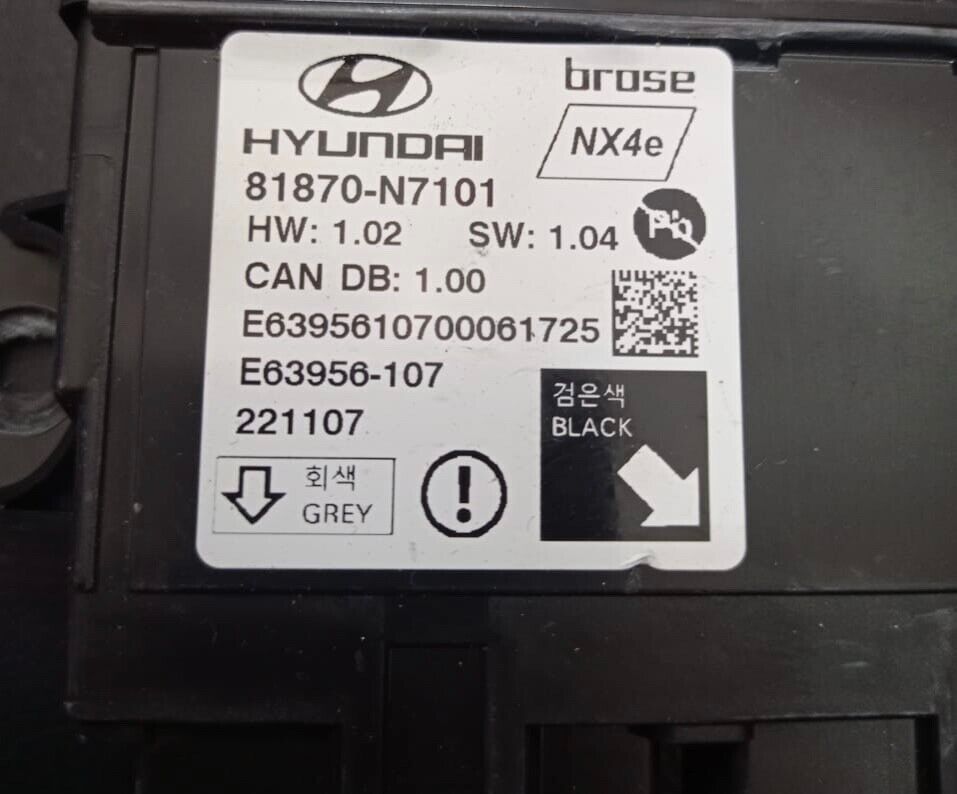 HYUNDAI
brose
NX4e
81870-N7101
HW: 1.02 SW: 1.04
Pb
CAN DB: 1.00
E6395610700061725
E63956-107
221107
검은색
BLACK
회색
GREY